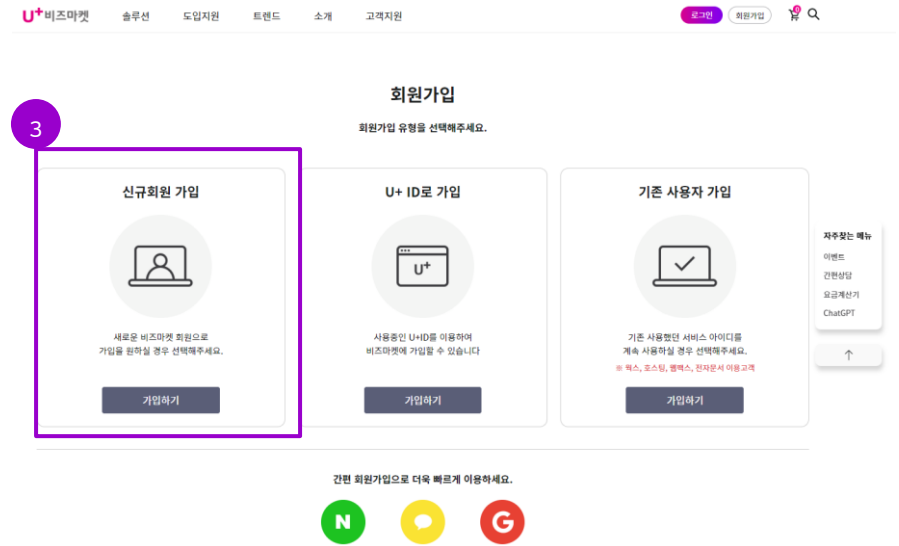 U+비즈마켓 솔루션 도입지원 트렌드 소개 고객지원 로그인 회원가입 0
회원가입
회원가입 유형을 선택해주세요.
3
신규회원 가입
새로운 비즈마켓 회원으로
가입을 원하실 경우 선택해주세요.
가입하기
U+ ID로 가입
U+
사용중인 U+ID를 이용하여
비즈마켓에 가입할 수 있습니다
가입하기
기존 사용자 가입
기존 사용했던 서비스 아이디를
계속 사용하실 경우 선택해주세요.
※ 웍스, 호스팅, 웹팩스, 전자문서 이용고객
가입하기
자주찾는 메뉴
이벤트
간편상담
요금계산기
ChatGPT
간편 회원가입으로 더욱 빠르게 이용하세요.
N G